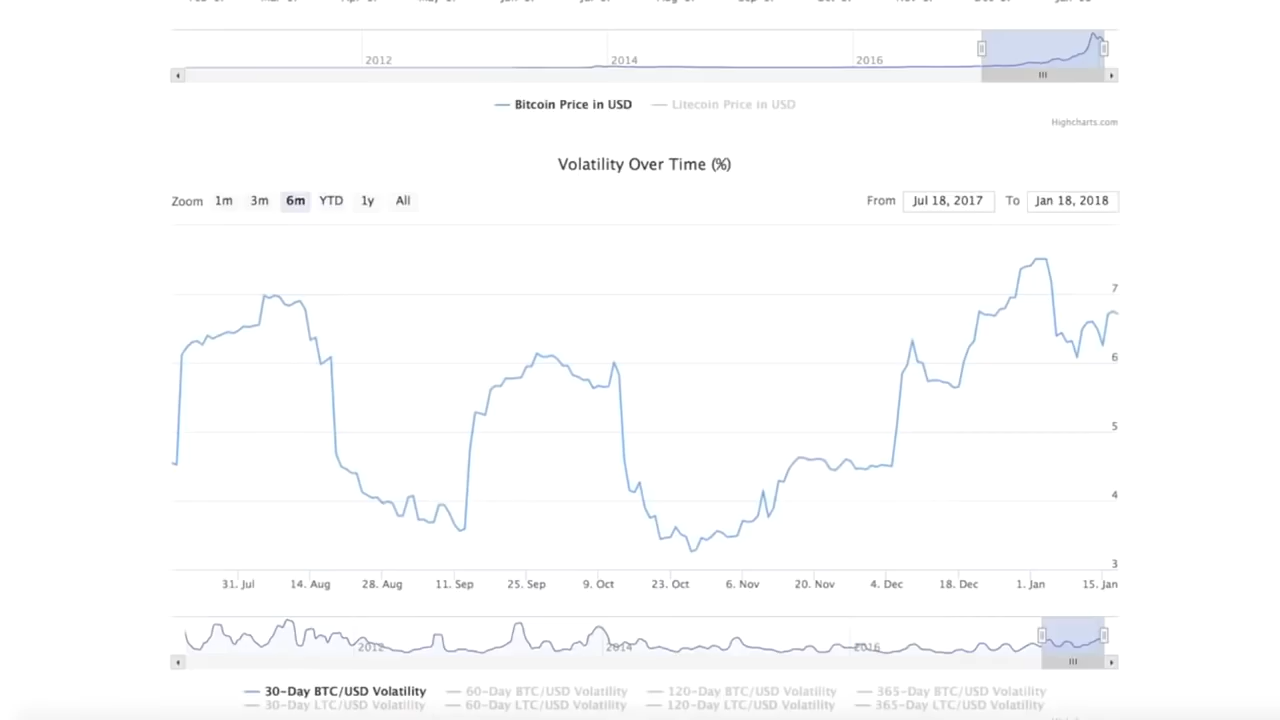 2012 2014 2016
Bitcoin Price in USD Litecoin Price in USD
Highcharts.com
Volatility Over Time (%)
Zoom 1m 3m 6m YTD 1y All From Jul 18, 2017 To Jan 18, 2018
7
6
5
4
3
31. Jul 14. Aug 28. Aug 11. Sep 25. Sep 9. Oct 23. Oct 6. Nov 20. Nov 4. Dec 18. Dec 1. Jan 15. Jan
2012 2014 2016
30-Day BTC/USD Volatility 60-Day BTC/USD Volatility 120-Day BTC/USD Volatility 365-Day BTC/USD Volatility
30-Day LTC/USD Volatility 60-Day LTC/USD Volatility 120-Day LTC/USD Volatility 365-Day LTC/USD Volatility